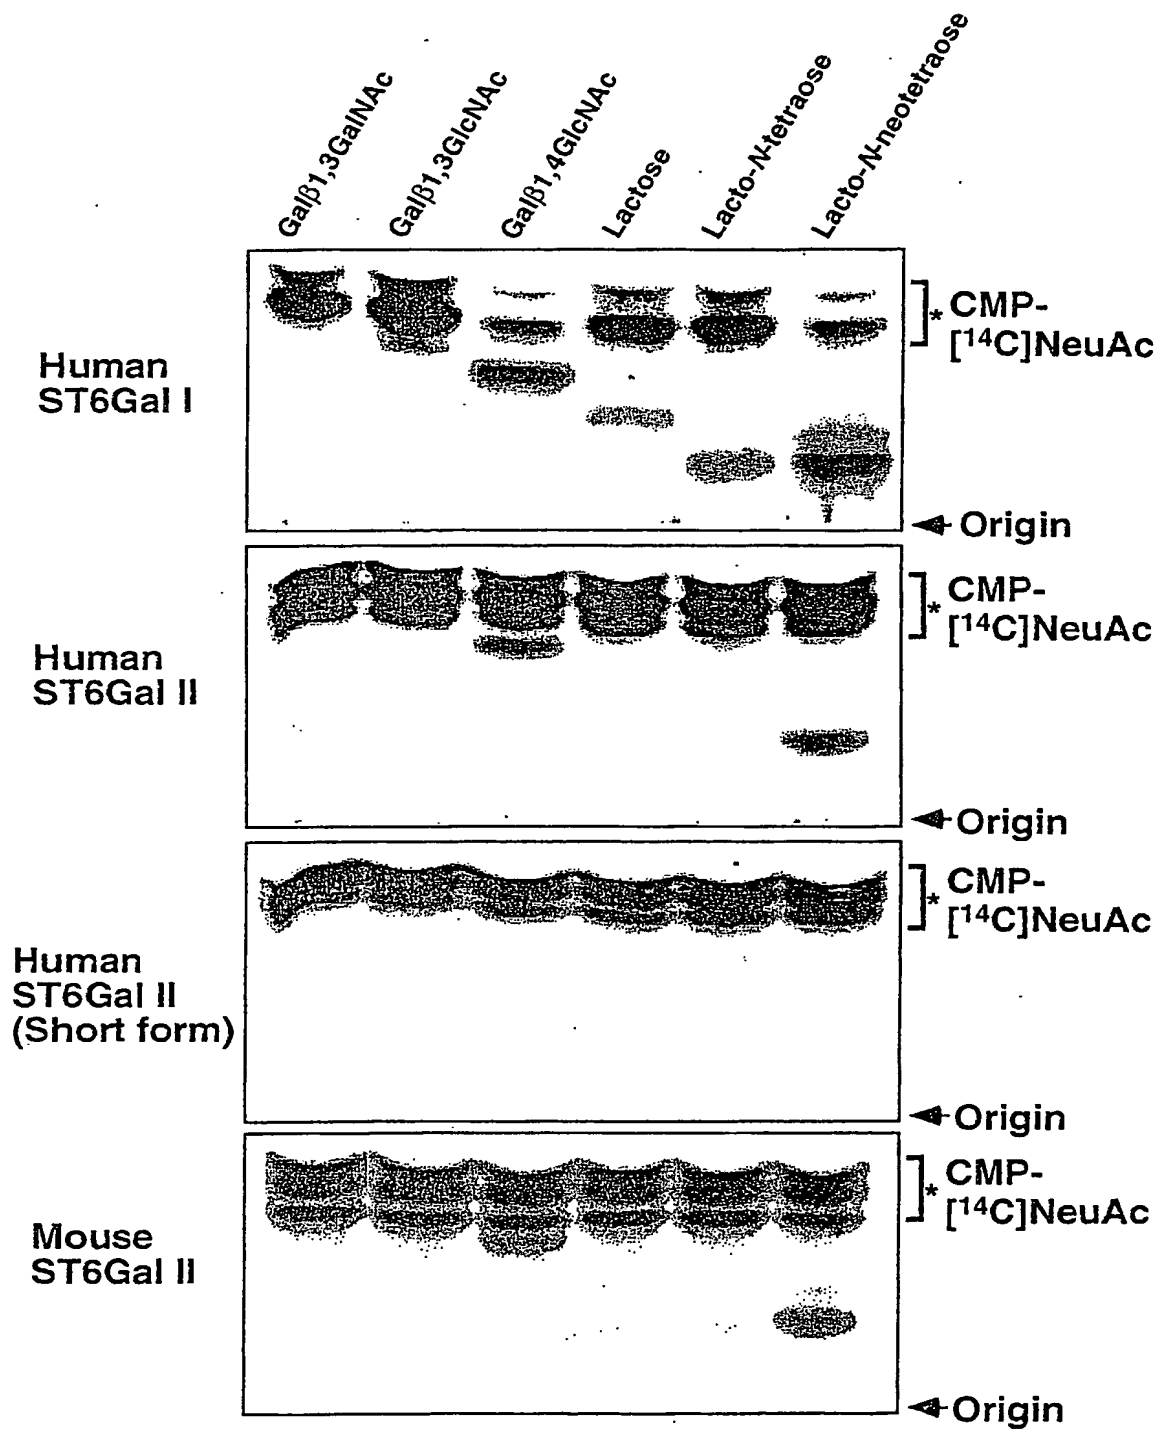 Galβ1,3GalNAc
Galβ1,3GlcNAc
Galβ1,4GlcNAc
Lactose
Lacto-N-tetraose
Lacto-N-neotetraose
Human
ST6Gal I
* CMP-
[¹⁴C]NeuAc
Origin
Human
ST6Gal II
* CMP-
[¹⁴C]NeuAc
Origin
Human
ST6Gal II
(Short form)
* CMP-
[¹⁴C]NeuAc
Origin
Mouse
ST6Gal II
* CMP-
[¹⁴C]NeuAc
Origin